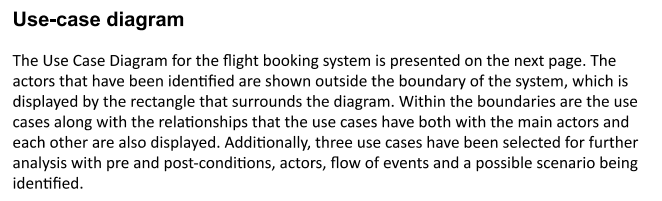 Use-case diagram
The Use Case Diagram for the flight booking system is presented on the next page. The
actors that have been identified are shown outside the boundary of the system, which is
displayed by the rectangle that surrounds the diagram. Within the boundaries are the use
cases along with the relationships that the use cases have both with the main actors and
each other are also displayed. Additionally, three use cases have been selected for further
analysis with pre and post-conditions, actors, flow of events and a possible scenario being
identified.